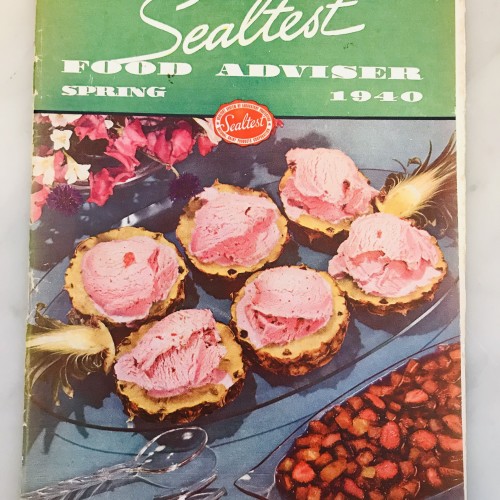 Sealtest
FOOD ADVISER
SPRING 1940
Sealtest